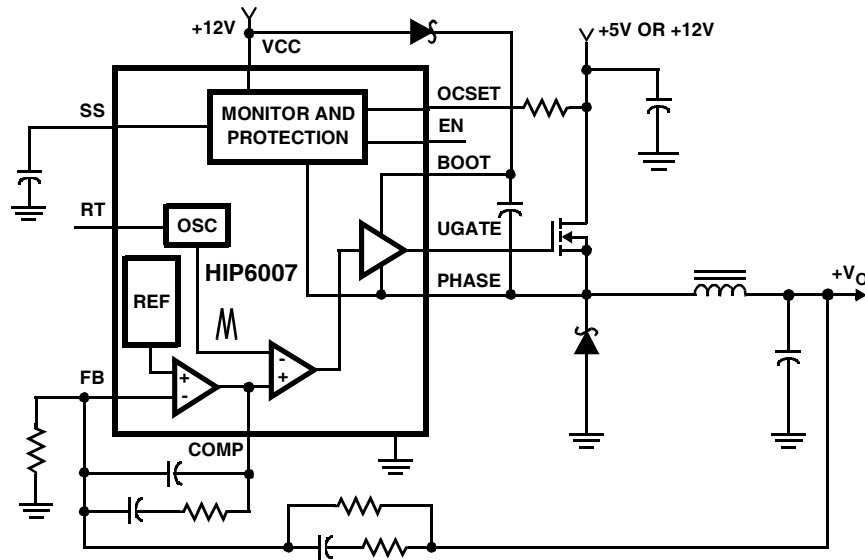 +12V
VCC
+5V OR +12V
SS
MONITOR AND
PROTECTION
OCSET
EN
BOOT
RT
OSC
UGATE
HIP6007
REF
PHASE
+VO
FB
+
-
-
+
COMP